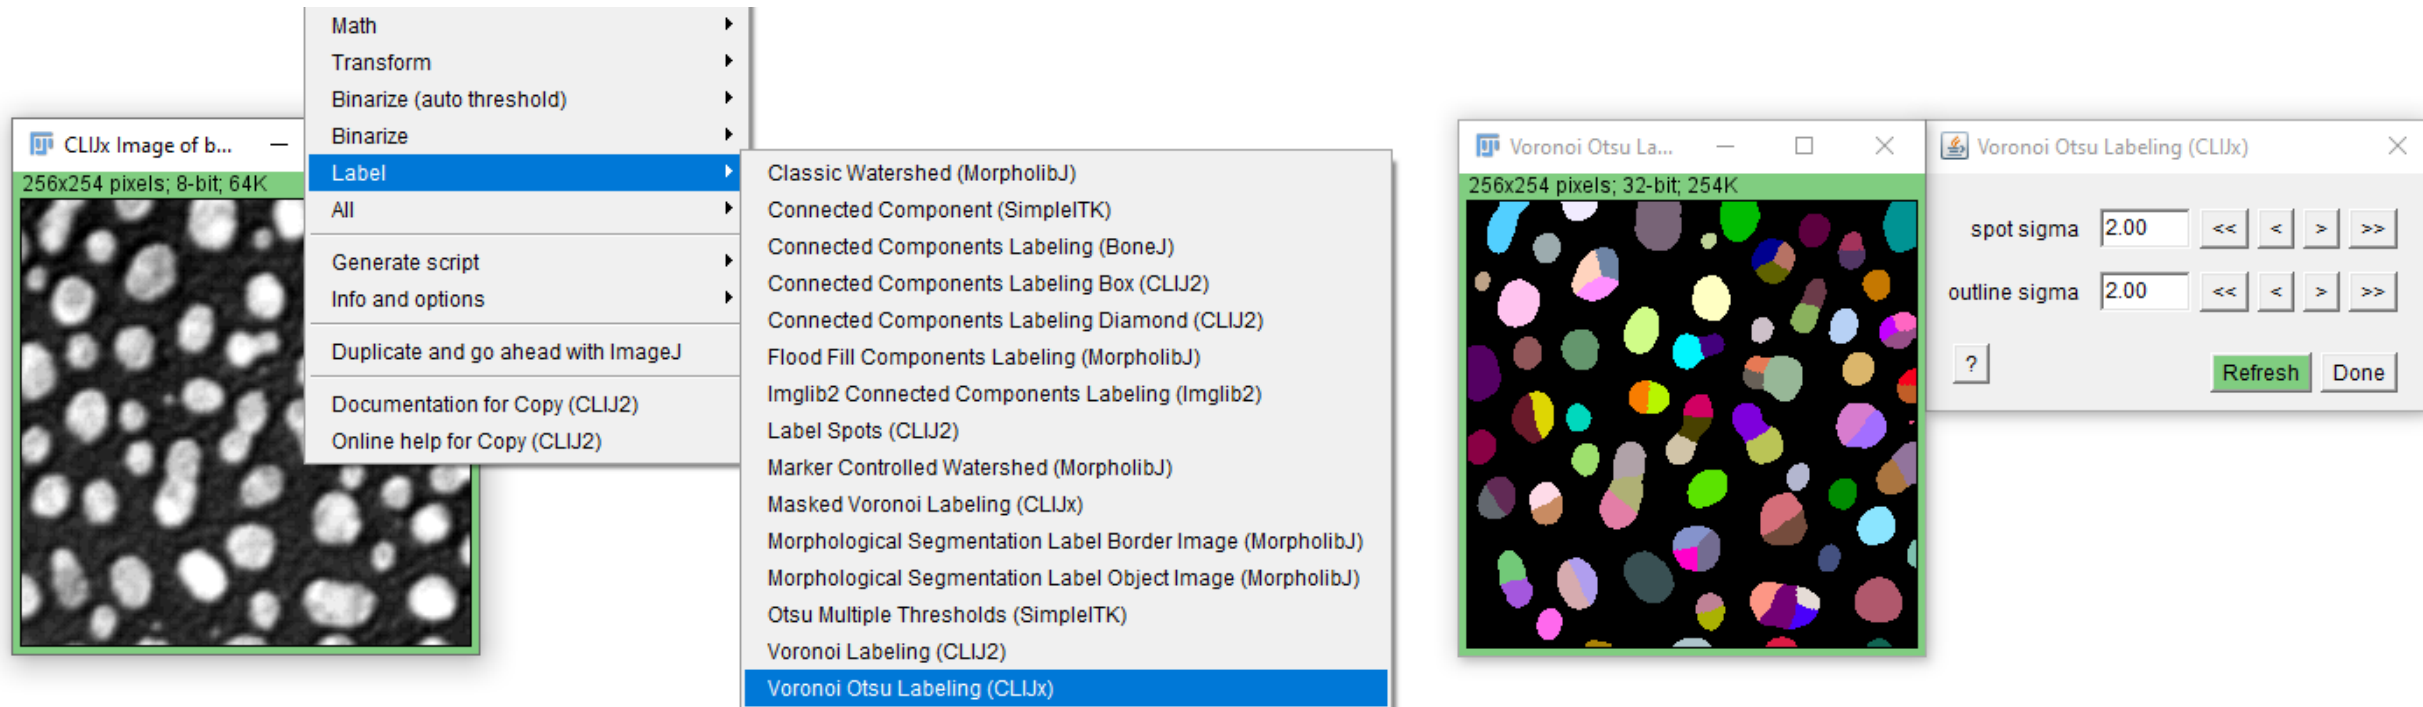 CLIJx Image of b...
256x254 pixels; 8-bit; 64K
Math
Transform
Binarize (auto threshold)
Binarize
Label
All
Generate script
Info and options
Duplicate and go ahead with ImageJ
Documentation for Copy (CLIJ2)
Online help for Copy (CLIJ2)
Classic Watershed (MorpholibJ)
Connected Component (SimpleITK)
Connected Components Labeling (BoneJ)
Connected Components Labeling Box (CLIJ2)
Connected Components Labeling Diamond (CLIJ2)
Flood Fill Components Labeling (MorpholibJ)
Imglib2 Connected Components Labeling (Imglib2)
Label Spots (CLIJ2)
Marker Controlled Watershed (MorpholibJ)
Masked Voronoi Labeling (CLIJx)
Morphological Segmentation Label Border Image (MorpholibJ)
Morphological Segmentation Label Object Image (MorpholibJ)
Otsu Multiple Thresholds (SimpleITK)
Voronoi Labeling (CLIJ2)
Voronoi Otsu Labeling (CLIJx)
Voronoi Otsu La...
256x254 pixels; 32-bit; 254K
Voronoi Otsu Labeling (CLIJx)
spot sigma 2.00 << < > >>
outline sigma 2.00 << < > >>
? Refresh Done